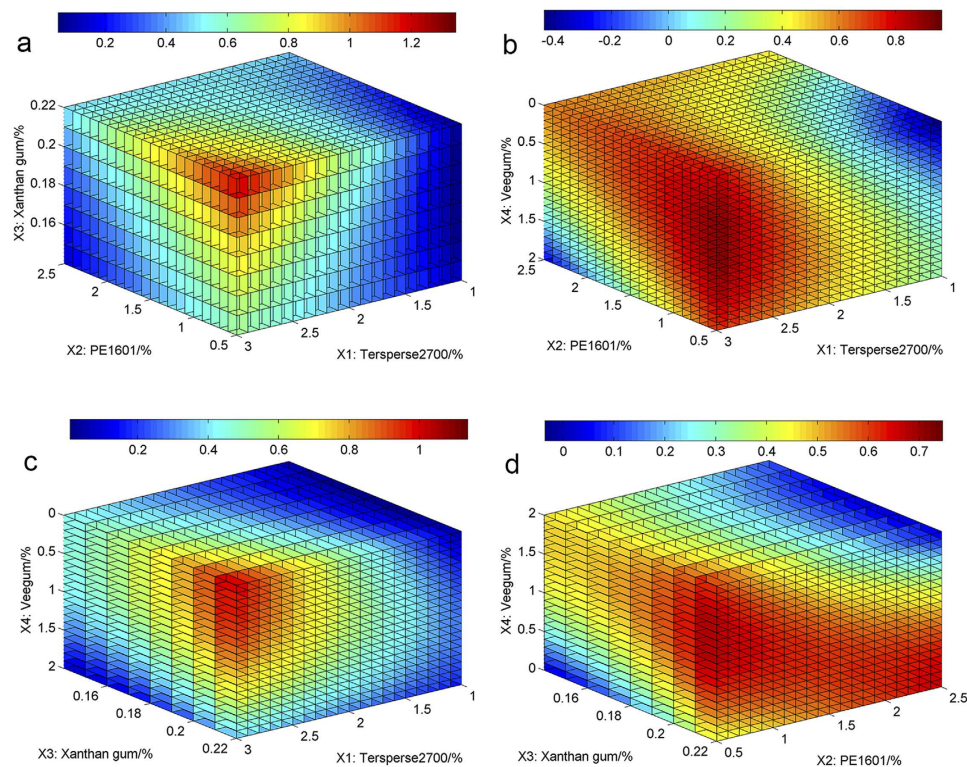 0.2 0.4 0.6 0.8 1 1.2
a
X3: Xanthan gum/%
0.22
0.2
0.18
0.16
2.5 2 1.5 1 0.5
X2: PE1601/%
3 2.5 2 1.5 1
X1: Tersperse2700/%
-0.4 -0.2 0 0.2 0.4 0.6 0.8
b
X4: Veegum/%
0
0.5
1
1.5
2
2.5 2 1.5 1 0.5
X2: PE1601/%
3 2.5 2 1.5 1
X1: Tersperse2700/%
0.2 0.4 0.6 0.8 1
c
X4: Veegum/%
0
0.5
1
1.5
2
0.16 0.18 0.2 0.22
X3: Xanthan gum/%
3 2.5 2 1.5 1
X1: Tersperse2700/%
0 0.1 0.2 0.3 0.4 0.5 0.6 0.7
d
X4: Veegum/%
2
1.5
1
0.5
0
0.16 0.18 0.2 0.22
X3: Xanthan gum/%
0.5 1 1.5 2 2.5
X2: PE1601/%